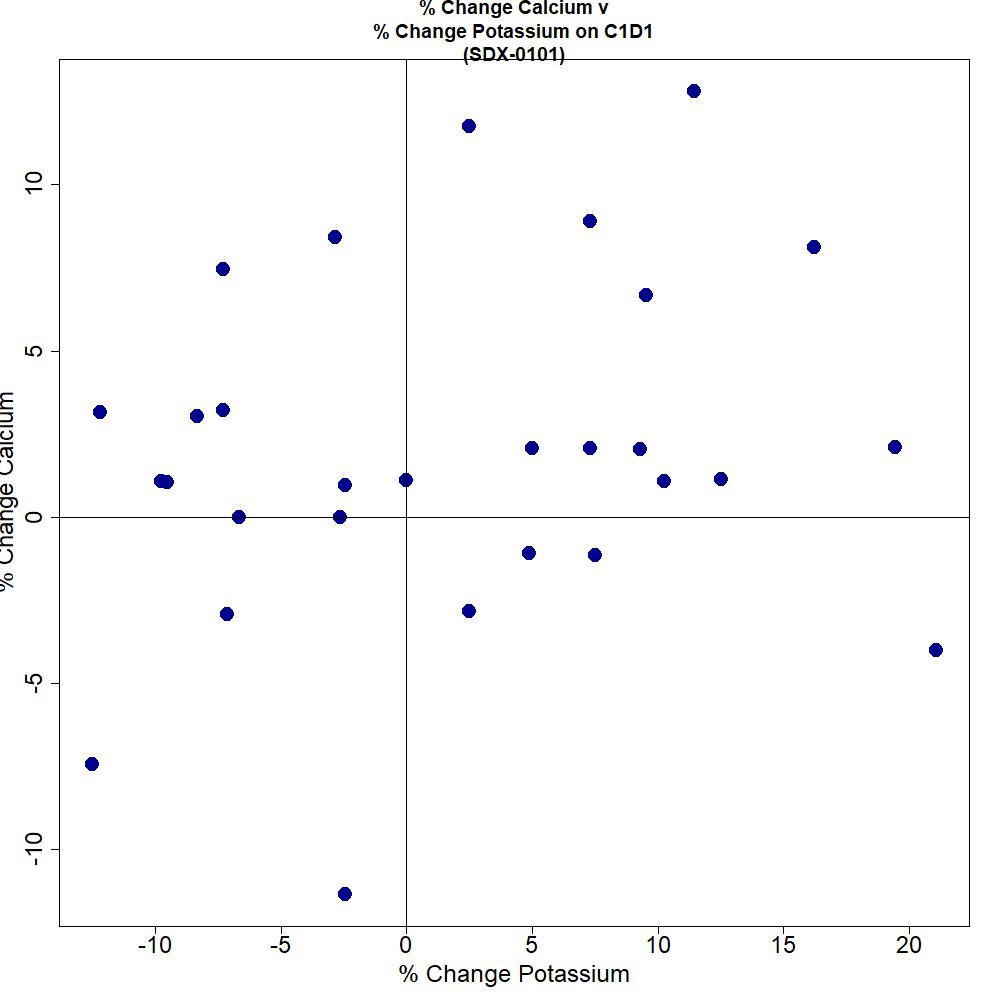 % Change Calcium v
% Change Potassium on C1D1
(SDX-0101)
% Change Calcium
10
5
0
-5
-10
-10 -5 0 5 10 15 20
% Change Potassium